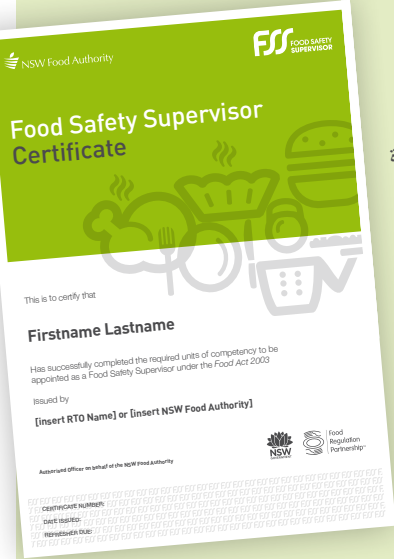 NSW Food Authority
FSS FOOD SAFETY
SUPERVISOR
Food Safety Supervisor
Certificate
This is to certify that
Firstname Lastname
Has successfully completed the required units of competency to be
appointed as a Food Safety Supervisor under the Food Act 2003
Issued by
[insert RTO Name] or [insert NSW Food Authority]
NSW
GOVERNMENT
Food
Regulation
Partnership
Authorised Officer on behalf of the NSW Food Authority
CERTIFICATE NUMBER:
DATE ISSUED:
REFRESHER DUE: